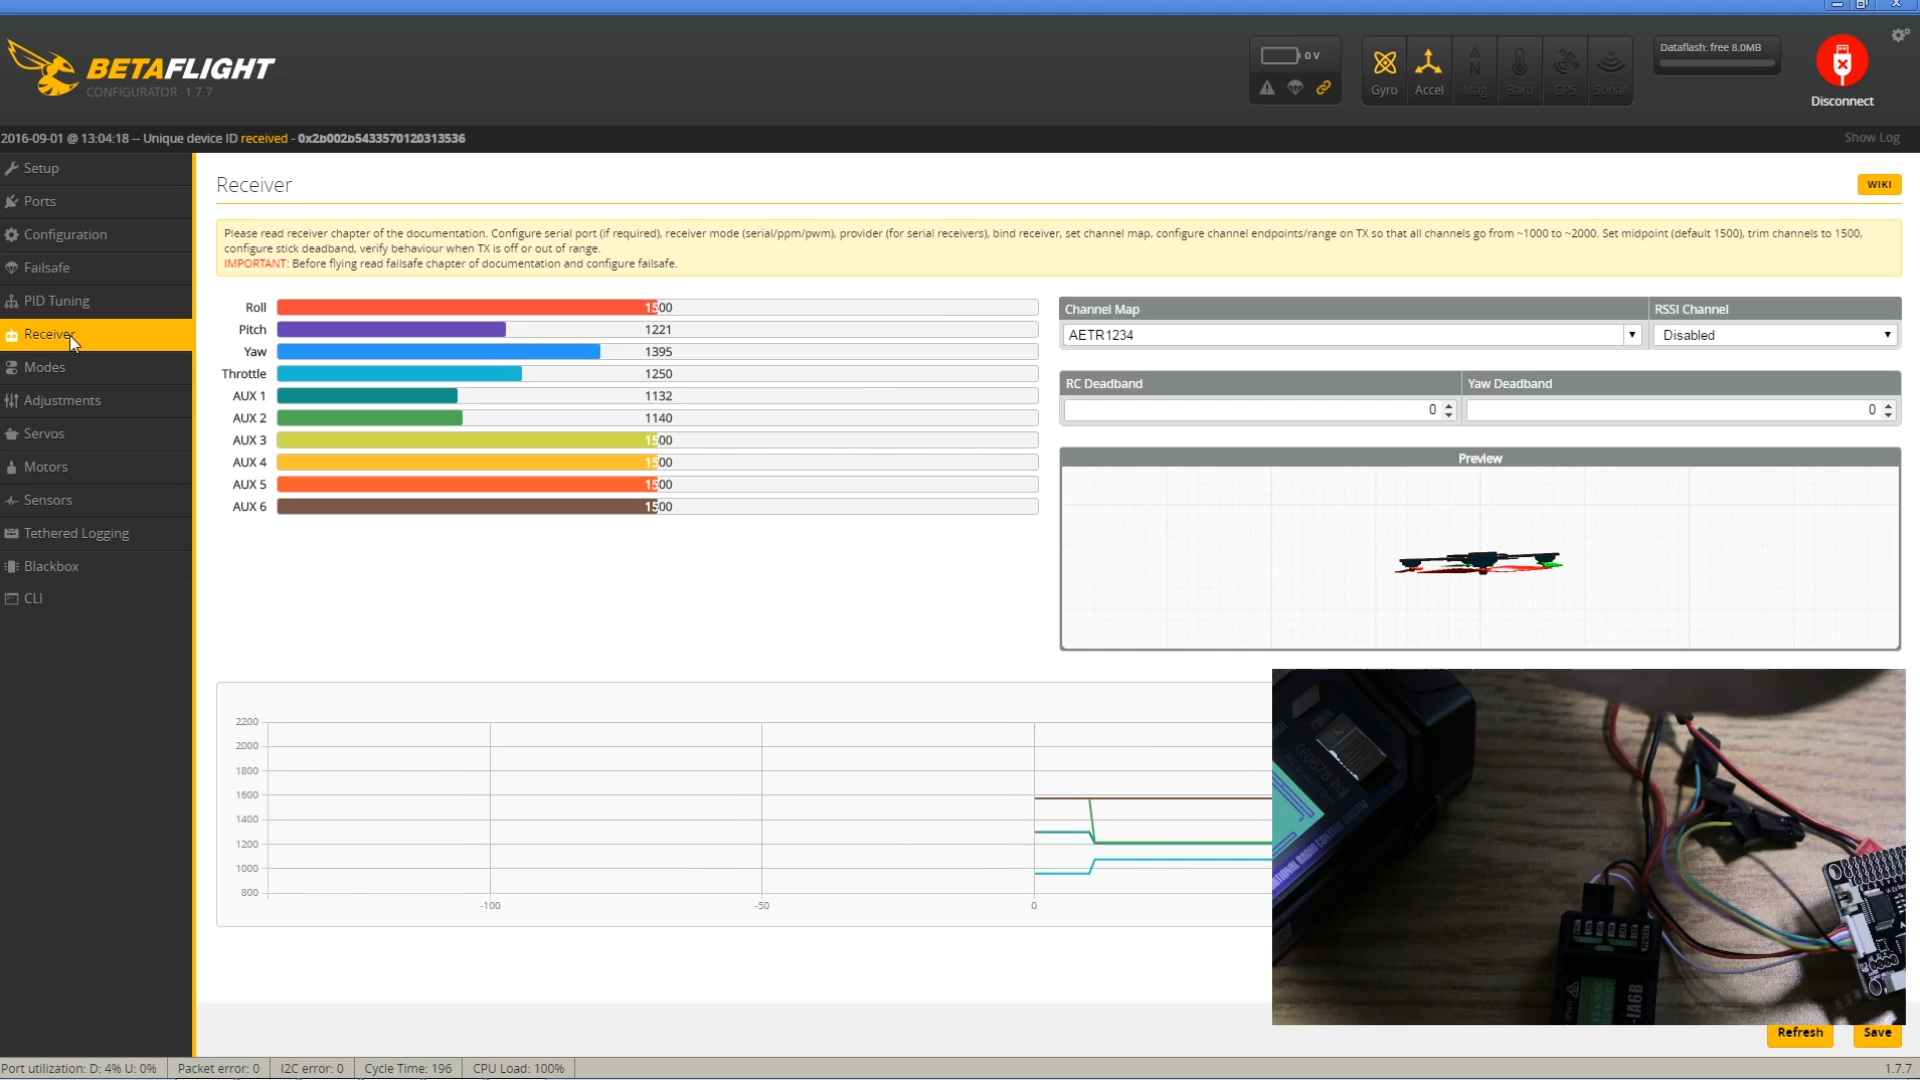 BETAFLIGHT
CONFIGURATOR 1.7.7
0 V
Gyro
Accel
Mag
Baro
GPS
Sonar
Dataflash: free 8.0MB
Disconnect
2016-09-01 @ 13:04:18 -- Unique device ID received - 0x2b002b5433570120313536
Show Log
Setup
Ports
Configuration
Failsafe
PID Tuning
Receiver
Modes
Adjustments
Servos
Motors
Sensors
Tethered Logging
Blackbox
CLI
Receiver
WIKI
Please read receiver chapter of the documentation. Configure serial port (if required), receiver mode (serial/ppm/pwm), provider (for serial receivers), bind receiver, set channel map, configure channel endpoints/range on TX so that all channels go from ~1000 to ~2000. Set midpoint (default 1500), trim channels to 1500,
configure stick deadband, verify behaviour when TX is off or out of range.
IMPORTANT: Before flying read failsafe chapter of documentation and configure failsafe.
Roll 1500
Pitch 1221
Yaw 1395
Throttle 1250
AUX 1 1132
AUX 2 1140
AUX 3 1500
AUX 4 1500
AUX 5 1500
AUX 6 1500
Channel Map
RSSI Channel
AETR1234
Disabled
RC Deadband
Yaw Deadband
0
0
Preview
2200
2000
1800
1600
1400
1200
1000
800
-100
-50
0
CE0678
-IA6B
Refresh
Save
Port utilization: D: 4% U: 0%
Packet error: 0
I2C error: 0
Cycle Time: 196
CPU Load: 100%
1.7.7